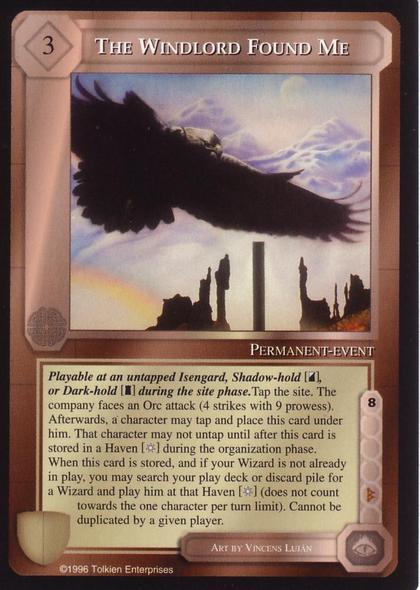 3
THE WINDLORD FOUND ME
PERMANENT-EVENT
Playable at an untapped Isengard, Shadow-hold [],
or Dark-hold [] during the site phase.Tap the site. The
company faces an Orc attack (4 strikes with 9 prowess).
Afterwards, a character may tap and place this card under
him. That character may not untap until after this card is
stored in a Haven [] during the organization phase.
When this card is stored, and if your Wizard is not already
in play, you may search your play deck or discard pile for
a Wizard and play him at that Haven [] (does not count
towards the one character per turn limit). Cannot be
duplicated by a given player.
8
ART BY VINCENS LUJÁN
©1996 Tolkien Enterprises